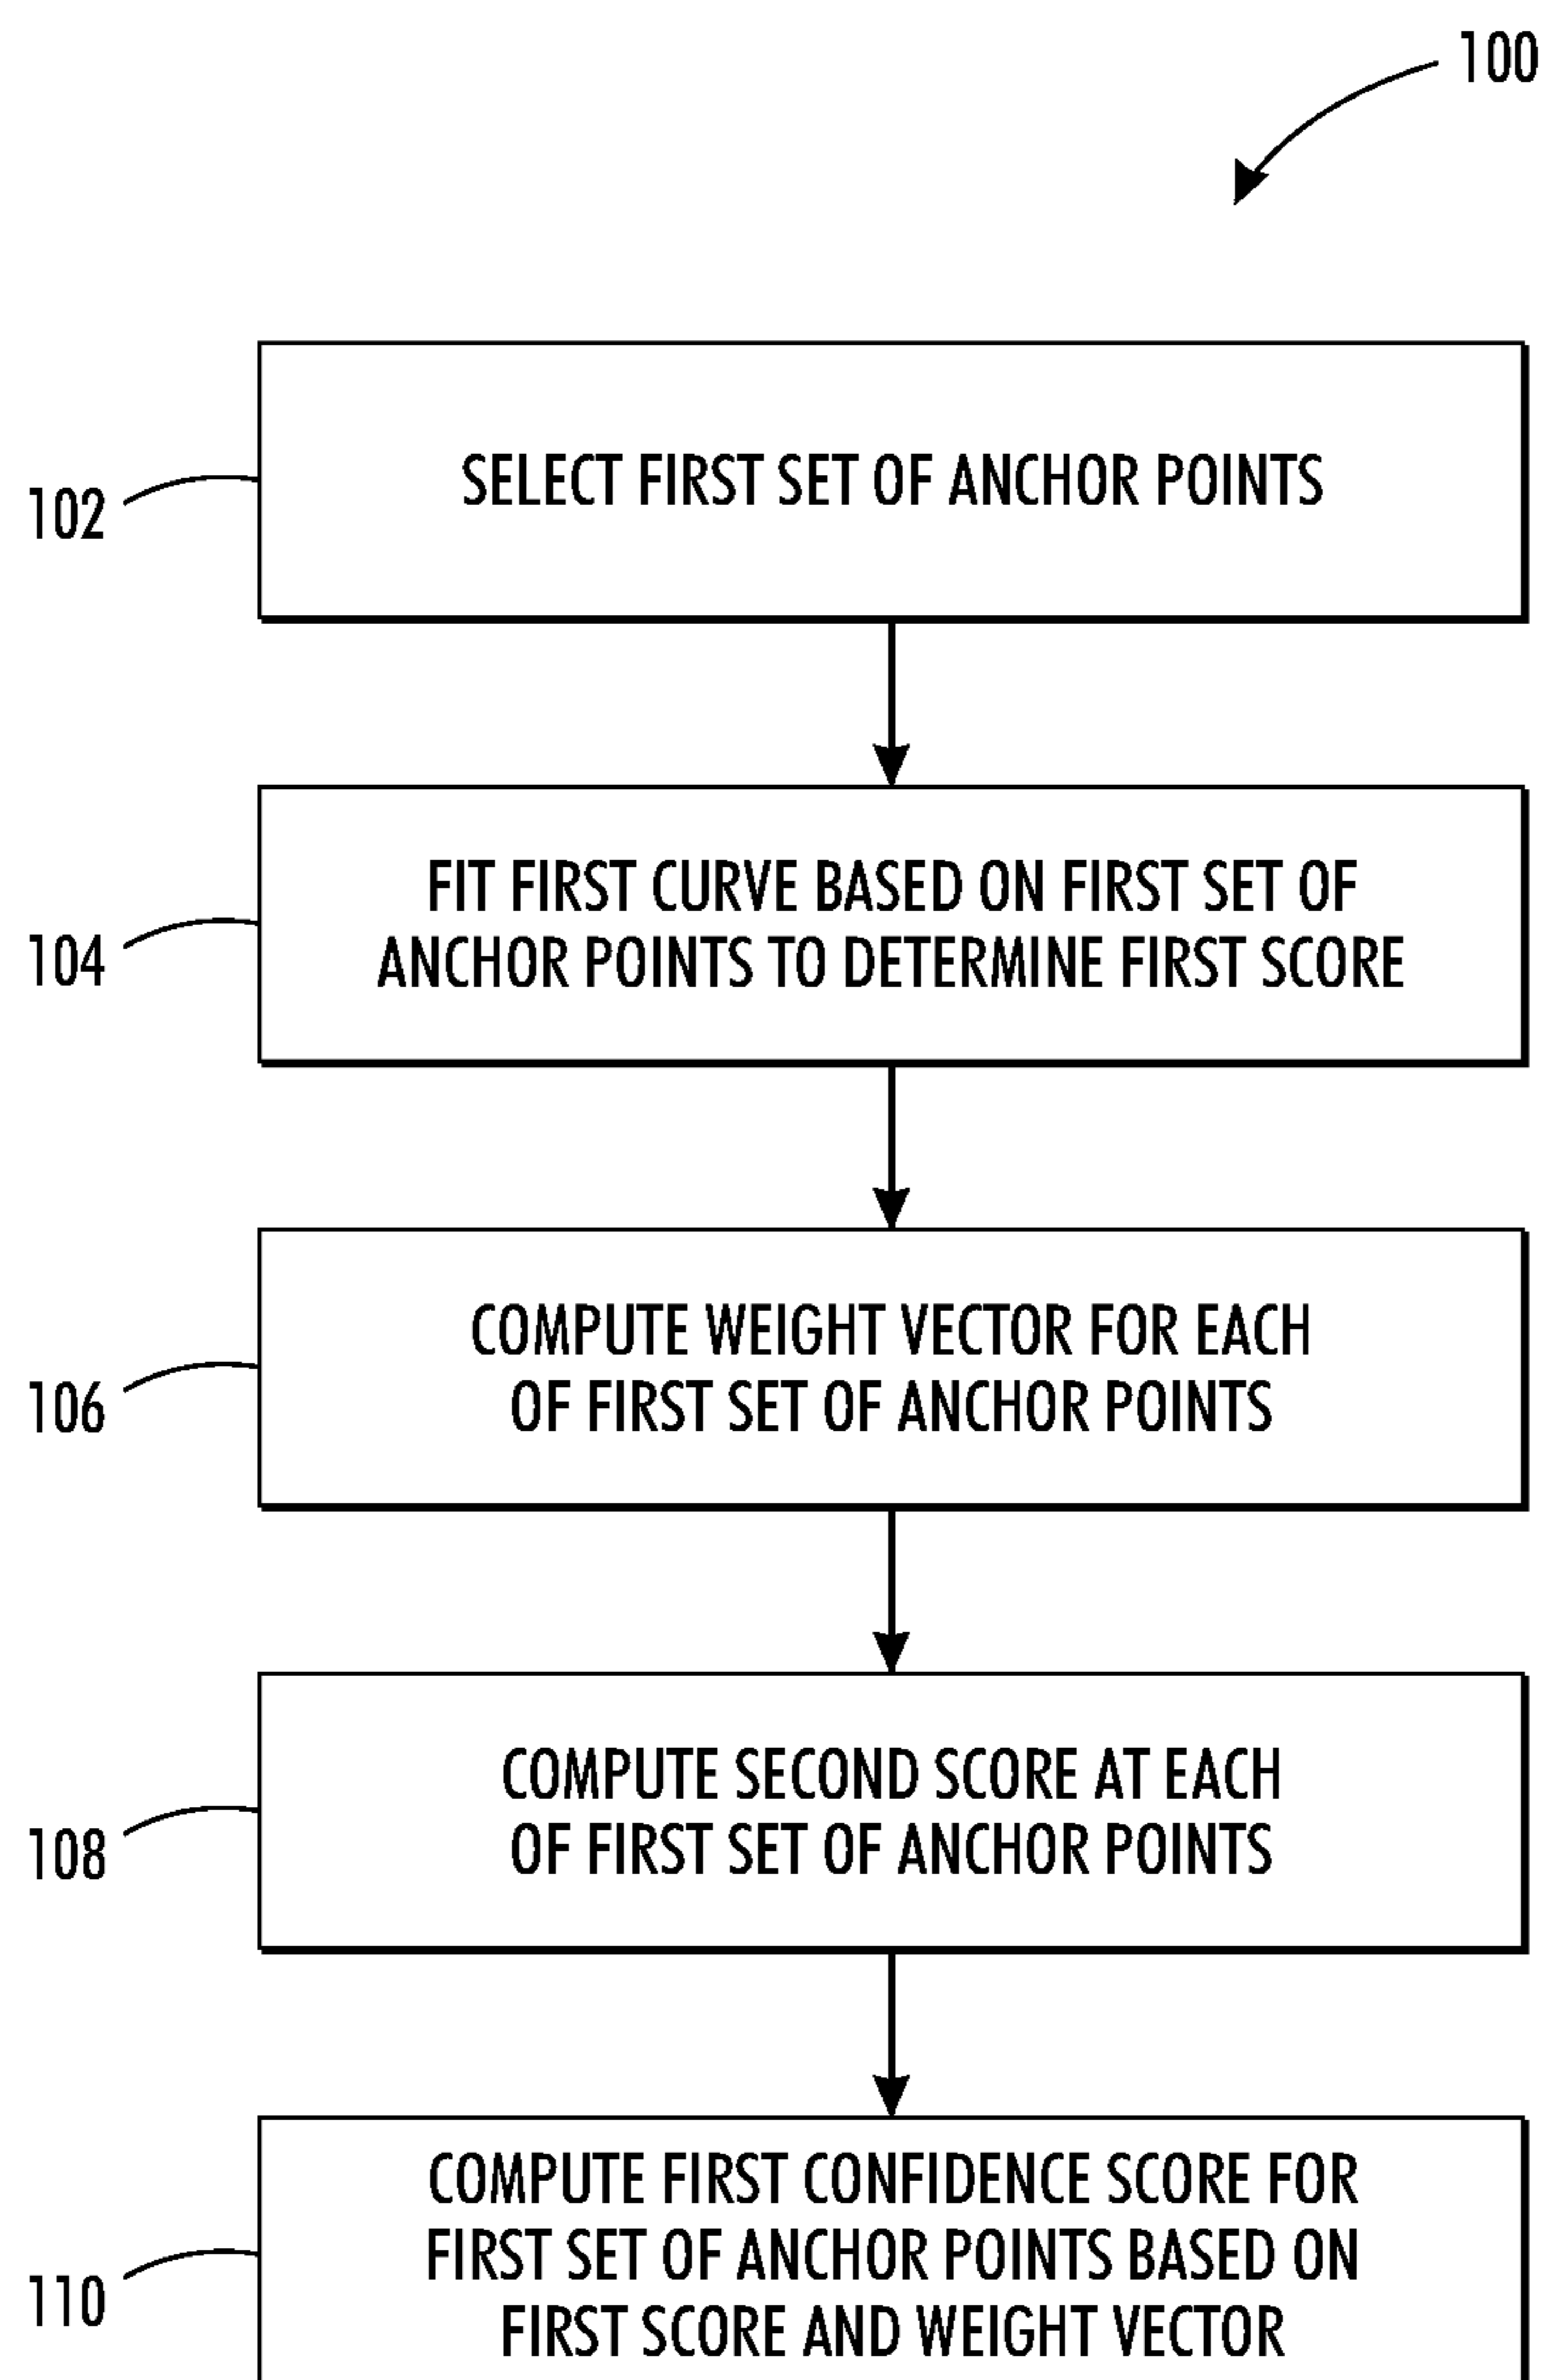 100
102
SELECT FIRST SET OF ANCHOR POINTS
104
FIT FIRST CURVE BASED ON FIRST SET OF
ANCHOR POINTS TO DETERMINE FIRST SCORE
106
COMPUTE WEIGHT VECTOR FOR EACH
OF FIRST SET OF ANCHOR POINTS
108
COMPUTE SECOND SCORE AT EACH
OF FIRST SET OF ANCHOR POINTS
110
COMPUTE FIRST CONFIDENCE SCORE FOR
FIRST SET OF ANCHOR POINTS BASED ON
FIRST SCORE AND WEIGHT VECTOR